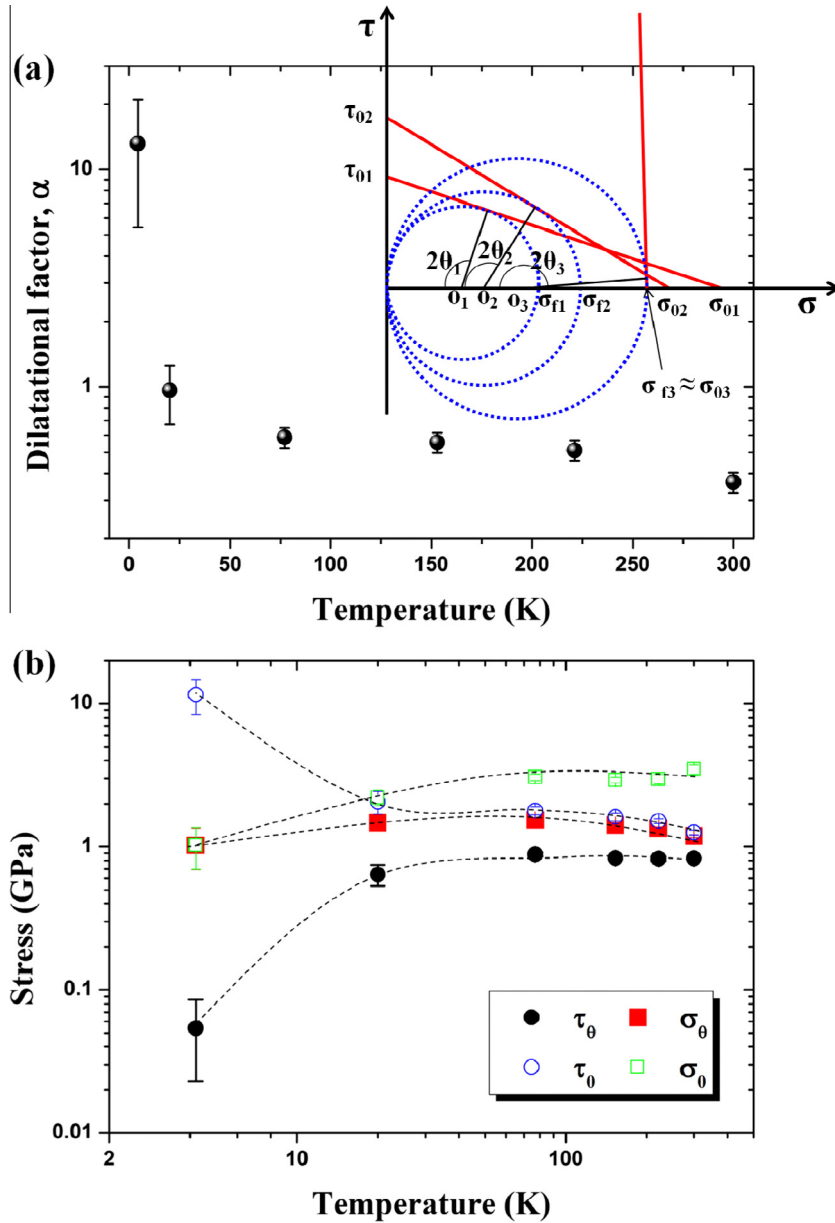 (a)
τ
τ₀₂
τ₀₁
2θ₁ 2θ₂ 2θ₃
o₁ o₂ o₃ σf1 σf2 σ₀₂ σ₀₁ σ
σf3 ≈ σ₀₃
Dilatational factor, α
10
1
0 50 100 150 200 250 300
Temperature (K)
(b)
Stress (GPa)
10
1
0.1
0.01
τθ σθ
τ₀ σ₀
2 10 100
Temperature (K)